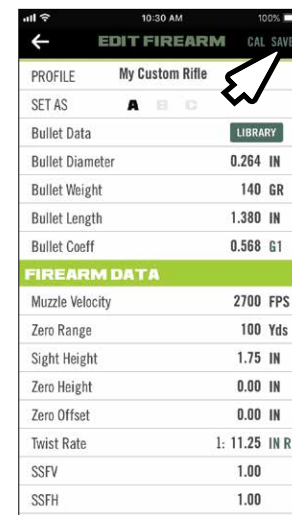 10:30 AM 100%
EDIT FIREARM CAL SAVE
PROFILE My Custom Rifle
SET AS A B C
Bullet Data LIBRARY
Bullet Diameter 0.264 IN
Bullet Weight 140 GR
Bullet Length 1.380 IN
Bullet Coeff 0.568 G1
FIREARM DATA
Muzzle Velocity 2700 FPS
Zero Range 100 Yds
Sight Height 1.75 IN
Zero Height 0.00 IN
Zero Offset 0.00 IN
Twist Rate 1: 11.25 IN R
SSFV 1.00
SSFH 1.00